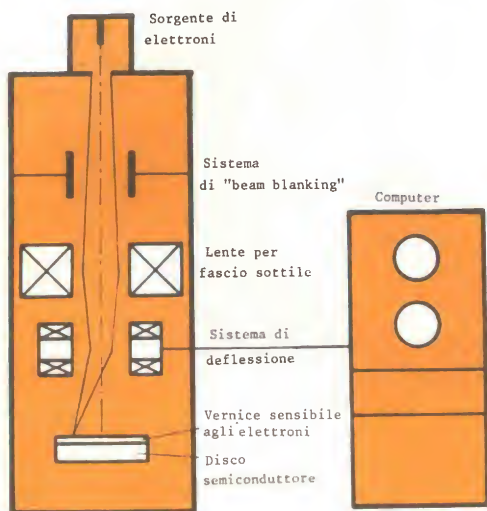 Sorgente di
elettroni
Sistema
di "beam blanking"
Computer
Lente per
fascio sottile
Sistema di
deflessione
Vernice sensibile
agli elettroni
Disco
semiconduttore